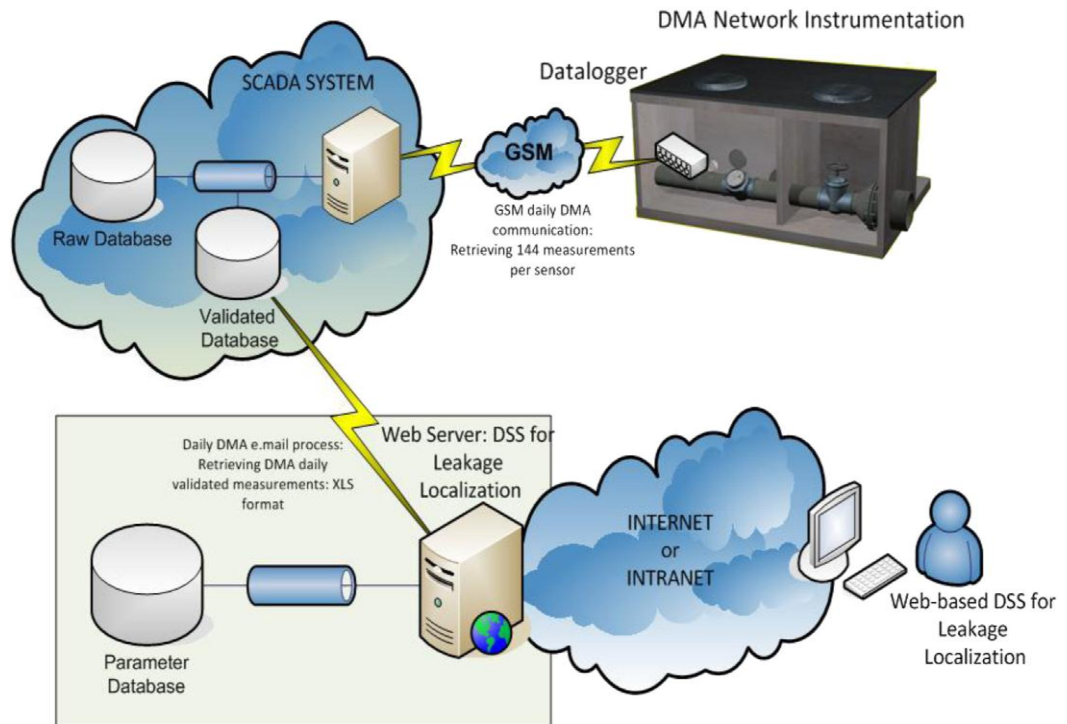 DMA Network Instrumentation
Datalogger
SCADA SYSTEM
GSM
GSM daily DMA
communication:
Retrieving 144 measurements
per sensor
Raw Database
Validated
Database
Daily DMA e.mail process:
Retrieving DMA daily
validated measurements: XLS
format
Web Server: DSS for
Leakage
Localization
INTERNET
or
INTRANET
Parameter
Database
Web-based DSS for
Leakage
Localization